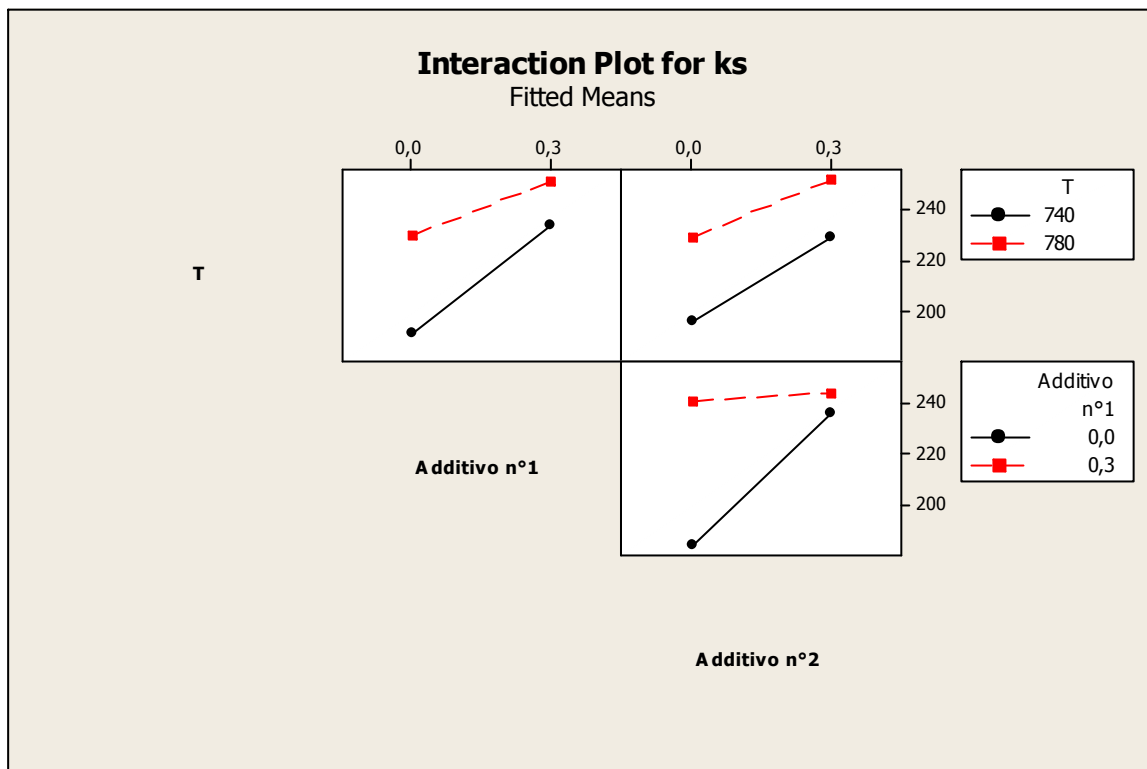 Interaction Plot for ks
Fitted Means
0,0 0,3 0,0 0,3
T
240
220
200
T
740
780
Additivo n°1
240
220
200
Additivo
n°1
0,0
0,3
Additivo n°2